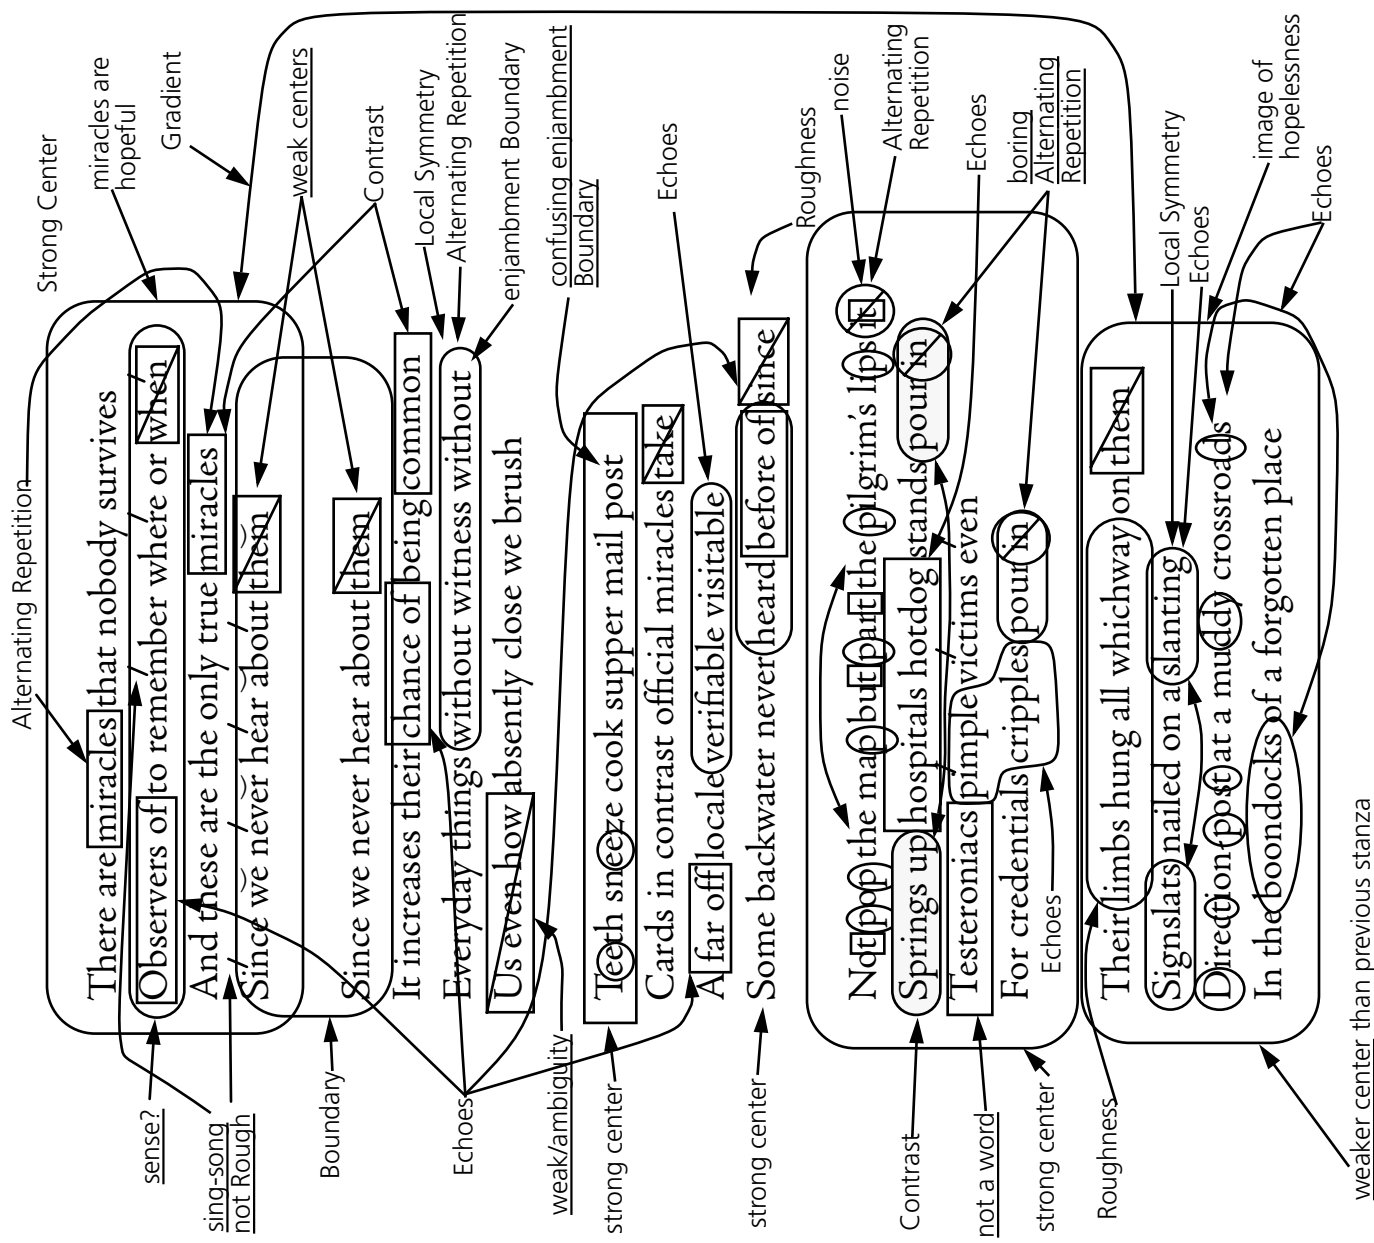 Strong Center
miracles are
hopeful
Gradient
weak centers
Contrast
Local Symmetry
Alternating Repetition
enjambment Boundary
confusing enjambment
Boundary
Echoes
Roughness
noise
Alternating
Repetition
Echoes
boring
Alternating
Repetition
Local Symmetry
Echoes
image of
hopelessness
Echoes
Alternating Repetition
There are miracles that nobody survives
Observers of to remember where or when
And these are the only true miracles
Since we never hear about them
Since we never hear about them
It increases their chance of being common
Everyday things without witness without
Us even how absently close we brush
Teeth sneeze cook supper mail post
Cards in contrast official miracles take
A far off locale verifiable visitable
Some backwater never heard before of since
Not pop the map but part the pilgrim's lips it
Springs up hospitals hotdog stands pour in
Testeroniacs pimple victims even
For credentials cripples pour in
Echoes
Their limbs hung all whichway on them
Signslats nailed on a slanting
Direction-post at a muddy crossroads
In the boondocks of a forgotten place
sense?
sing-song
not Rough
Boundary
Echoes
weak/ambiguity
strong center
strong center
Contrast
not a word
strong center
Roughness
weaker center than previous stanza